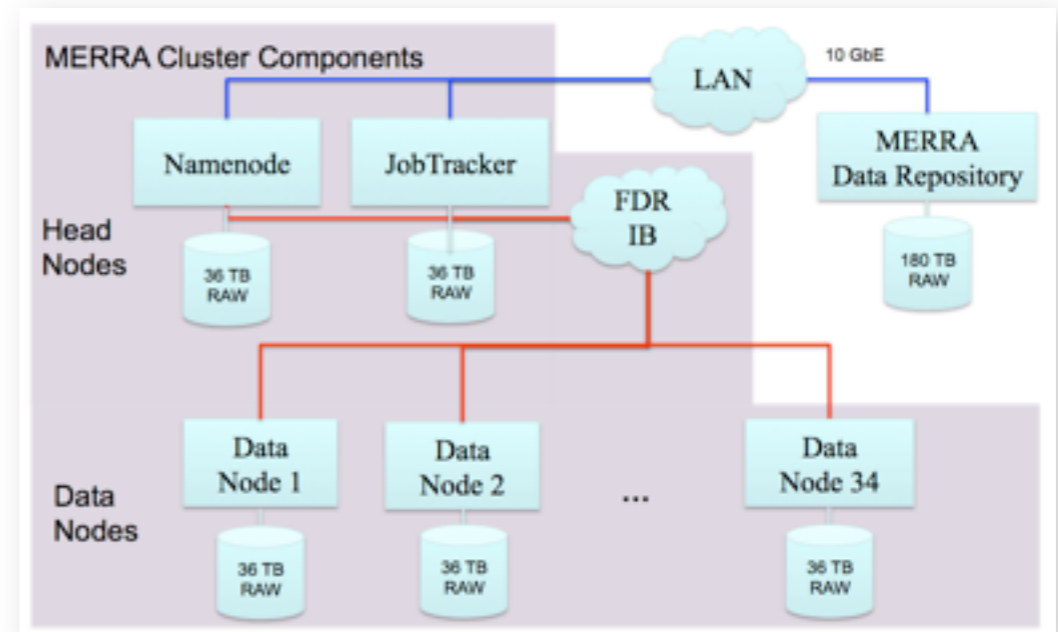 MERRA Cluster Components
LAN
10 GbE
Namenode
JobTracker
MERRA
Data Repository
Head
Nodes
FDR
IB
36 TB
RAW
36 TB
RAW
180 TB
RAW
Data
Nodes
Data
Node 1
Data
Node 2
...
Data
Node 34
36 TB
RAW
36 TB
RAW
36 TB
RAW